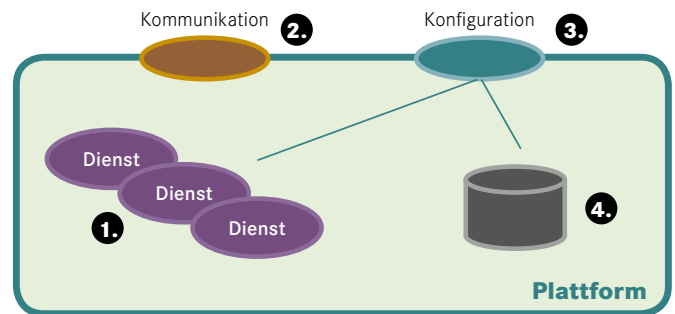 Kommunikation 2.
Konfiguration 3.
Dienst
Dienst
Dienst
1.
4.
Plattform